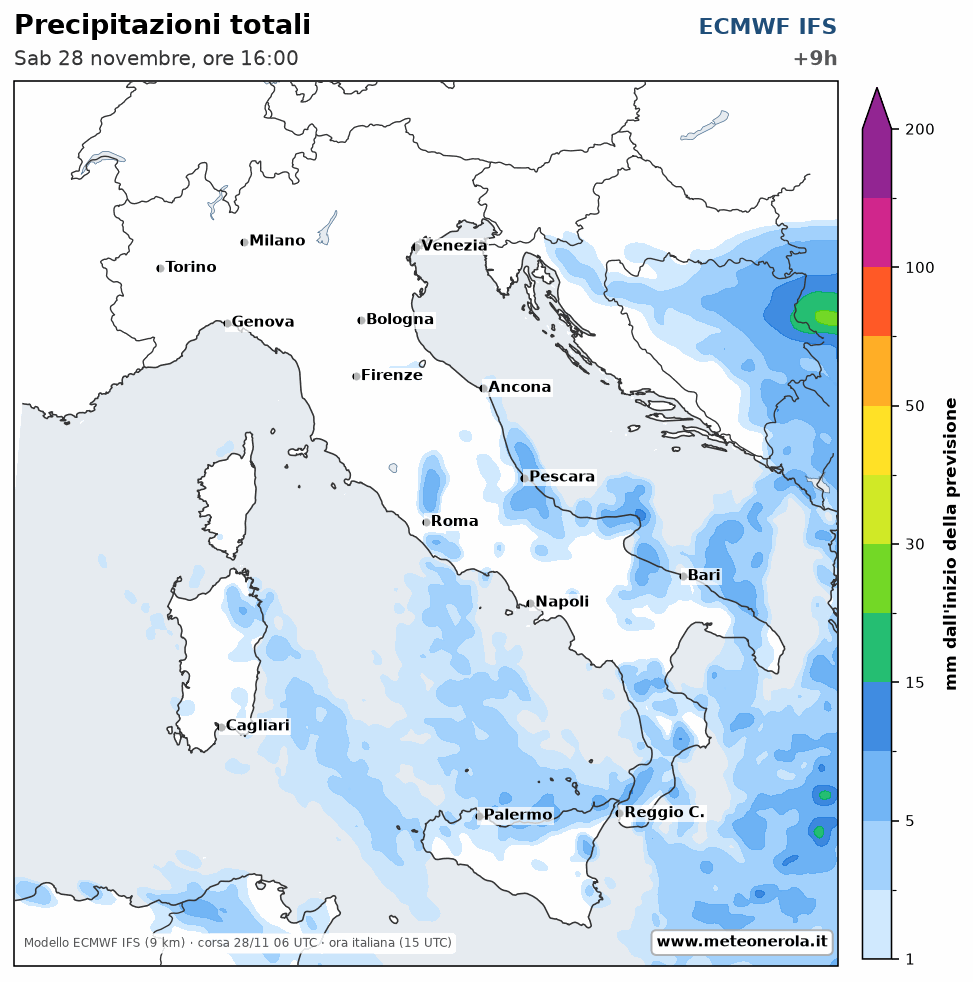 Precipitazioni totali
ECMWF IFS
Sab 28 novembre, ore 16:00
+9h
200
100
50
30
15
5
1
mm dall'inizio della previsione
Milano
Venezia
Torino
Genova
Bologna
Firenze
Ancona
Pescara
Roma
Bari
Napoli
Cagliari
Palermo
Reggio C.
Modello ECMWF IFS (9 km) · corsa 28/11 06 UTC · ora italiana (15 UTC)
www.meteonerola.it